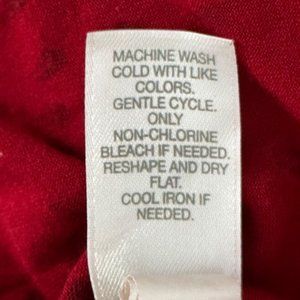 MACHINE WASH
COLD WITH LIKE
COLORS.
GENTLE CYCLE.
ONLY
NON-CHLORINE
BLEACH IF NEEDED.
RESHAPE AND DRY
FLAT.
COOL IRON IF
NEEDED.